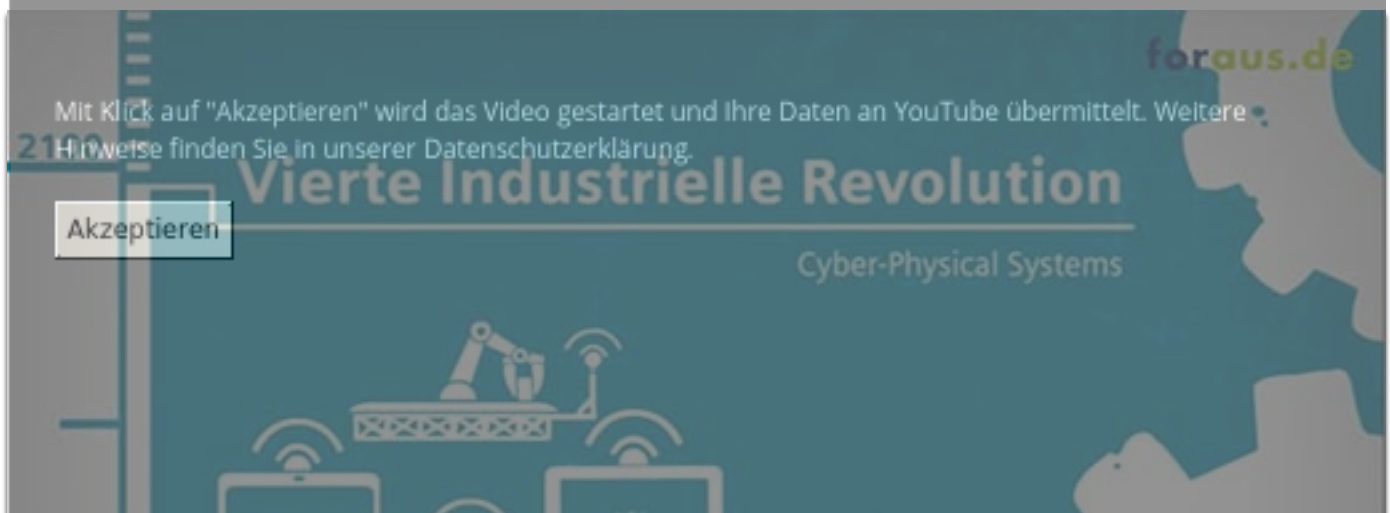 foraus.de
Mit Klick auf "Akzeptieren" wird das Video gestartet und Ihre Daten an YouTube übermittelt. Weitere
Hinweise finden Sie in unserer Datenschutzerklärung.
2100
Vierte Industrielle Revolution
Akzeptieren
Cyber-Physical Systems